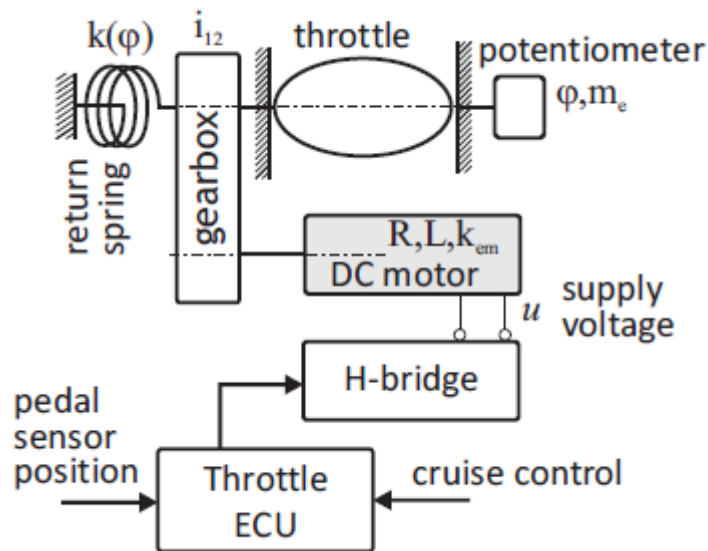 k(φ)
i₁₂
throttle
potentiometer
φ,mₑ
return
spring
gearbox
R,L,kₑₘ
DC motor
u
supply
voltage
H-bridge
pedal
sensor
position
Throttle
ECU
cruise control